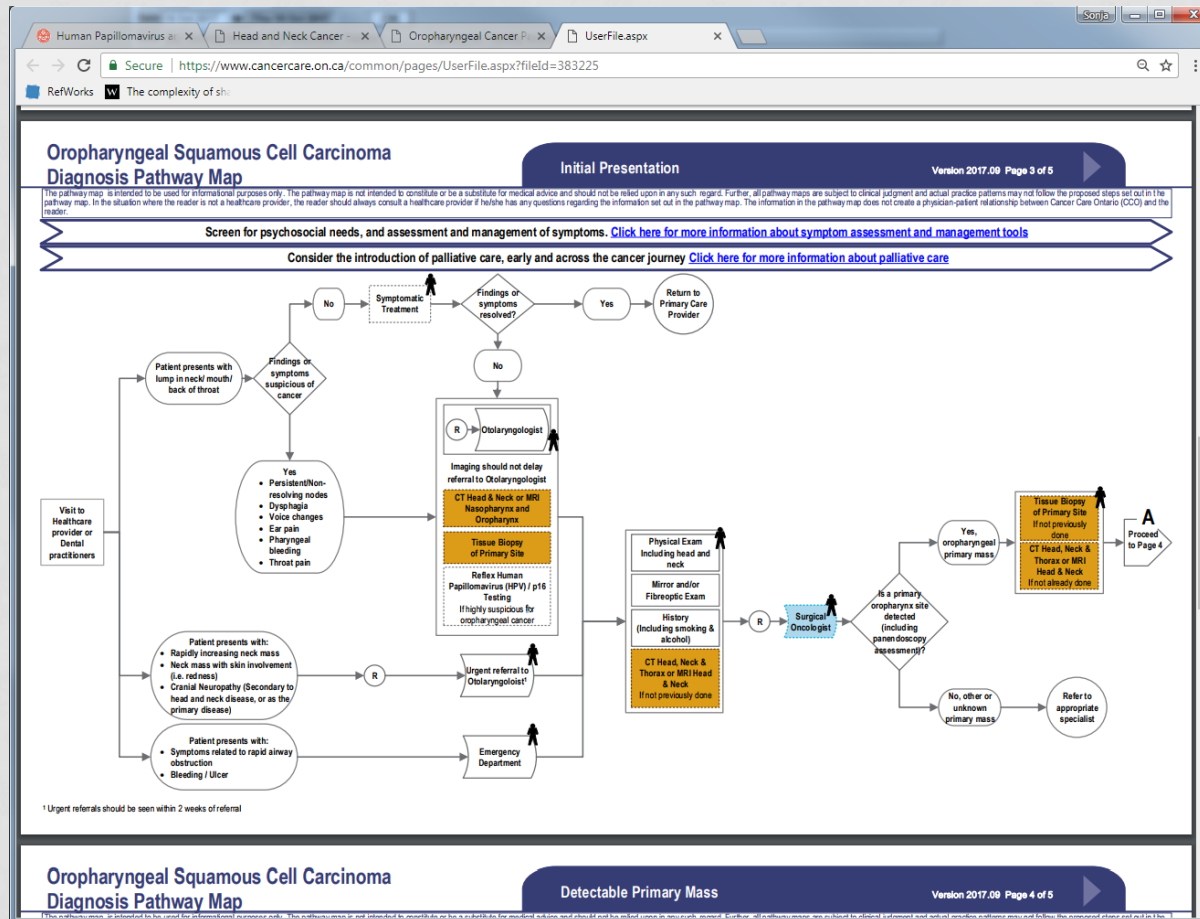 Sonja
Human Papillomavirus a
Head and Neck Cancer -
Oropharyngeal Cancer P
UserFile.aspx
Secure
https://www.cancercare.on.ca/common/pages/UserFile.aspx?fileId=383225
RefWorks
W
The complexity of sha
Oropharyngeal Squamous Cell Carcinoma
Diagnosis Pathway Map
Initial Presentation
Version 2017.09 Page 3 of 5
The pathway map is intended to be used for informational purposes only. The pathway map is not intended to constitute or be a substitute for medical advice and should not be relied upon in any such regard. Further, all pathway maps are subject to clinical judgment and actual practice patterns may not follow the proposed steps set out in the
pathway map. In the situation where the reader is not a healthcare provider, the reader should always consult a healthcare provider if he/she has any questions regarding the information set out in the pathway map. The information in the pathway map does not create a physician-patient relationship between Cancer Care Ontario (CCO) and the
reader.
Screen for psychosocial needs, and assessment and management of symptoms. Click here for more information about symptom assessment and management tools
Consider the introduction of palliative care, early and across the cancer journey Click here for more information about palliative care
Visit to
Healthcare
provider or
Dental
practitioners
Patient presents with
lump in neck/ mouth/
back of throat
Findings or
symptoms
suspicious of
cancer
No
Symptomatic
Treatment
Findings or
symptoms
resolved?
Yes
Return to
Primary Care
Provider
No
Yes
• Persistent/Non-
resolving nodes
• Dysphagia
• Voice changes
• Ear pain
• Pharyngeal
bleeding
• Throat pain
R
Otolaryngologist
Imaging should not delay
referral to Otolaryngologist
CT Head & Neck or MRI
Nasopharynx and
Oropharynx
Tissue Biopsy
of Primary Site
Reflex Human
Papillomavirus (HPV) / p16
Testing
If highly suspicious for
oropharyngeal cancer
Patient presents with:
• Rapidly increasing neck mass
• Neck mass with skin involvement
(i.e. redness)
• Cranial Neuropathy (Secondary to
head and neck disease, or as the
primary disease)
R
Urgent referral to
Otolaryngoloist¹
Patient presents with:
• Symptoms related to rapid airway
obstruction
• Bleeding / Ulcer
Emergency
Department
Physical Exam
Including head and
neck
Mirror and/or
Fibreoptic Exam
History
(Including smoking &
alcohol)
CT Head, Neck &
Thorax or MRI Head
& Neck
If not previously done
R
Surgical
Oncologist
Is a primary
oropharynx site
detected
(including
panendoscopy
assessment)?
Yes,
oropharyngeal
primary mass
Tissue Biopsy
of Primary Site
If not previously
done
CT Head, Neck &
Thorax or MRI
Head & Neck
If not already done
A
Proceed
to Page 4
No, other or
unknown
primary mass
Refer to
appropriate
specialist
¹ Urgent referrals should be seen within 2 weeks of referral
Oropharyngeal Squamous Cell Carcinoma
Diagnosis Pathway Map
Detectable Primary Mass
Version 2017.09 Page 4 of 5